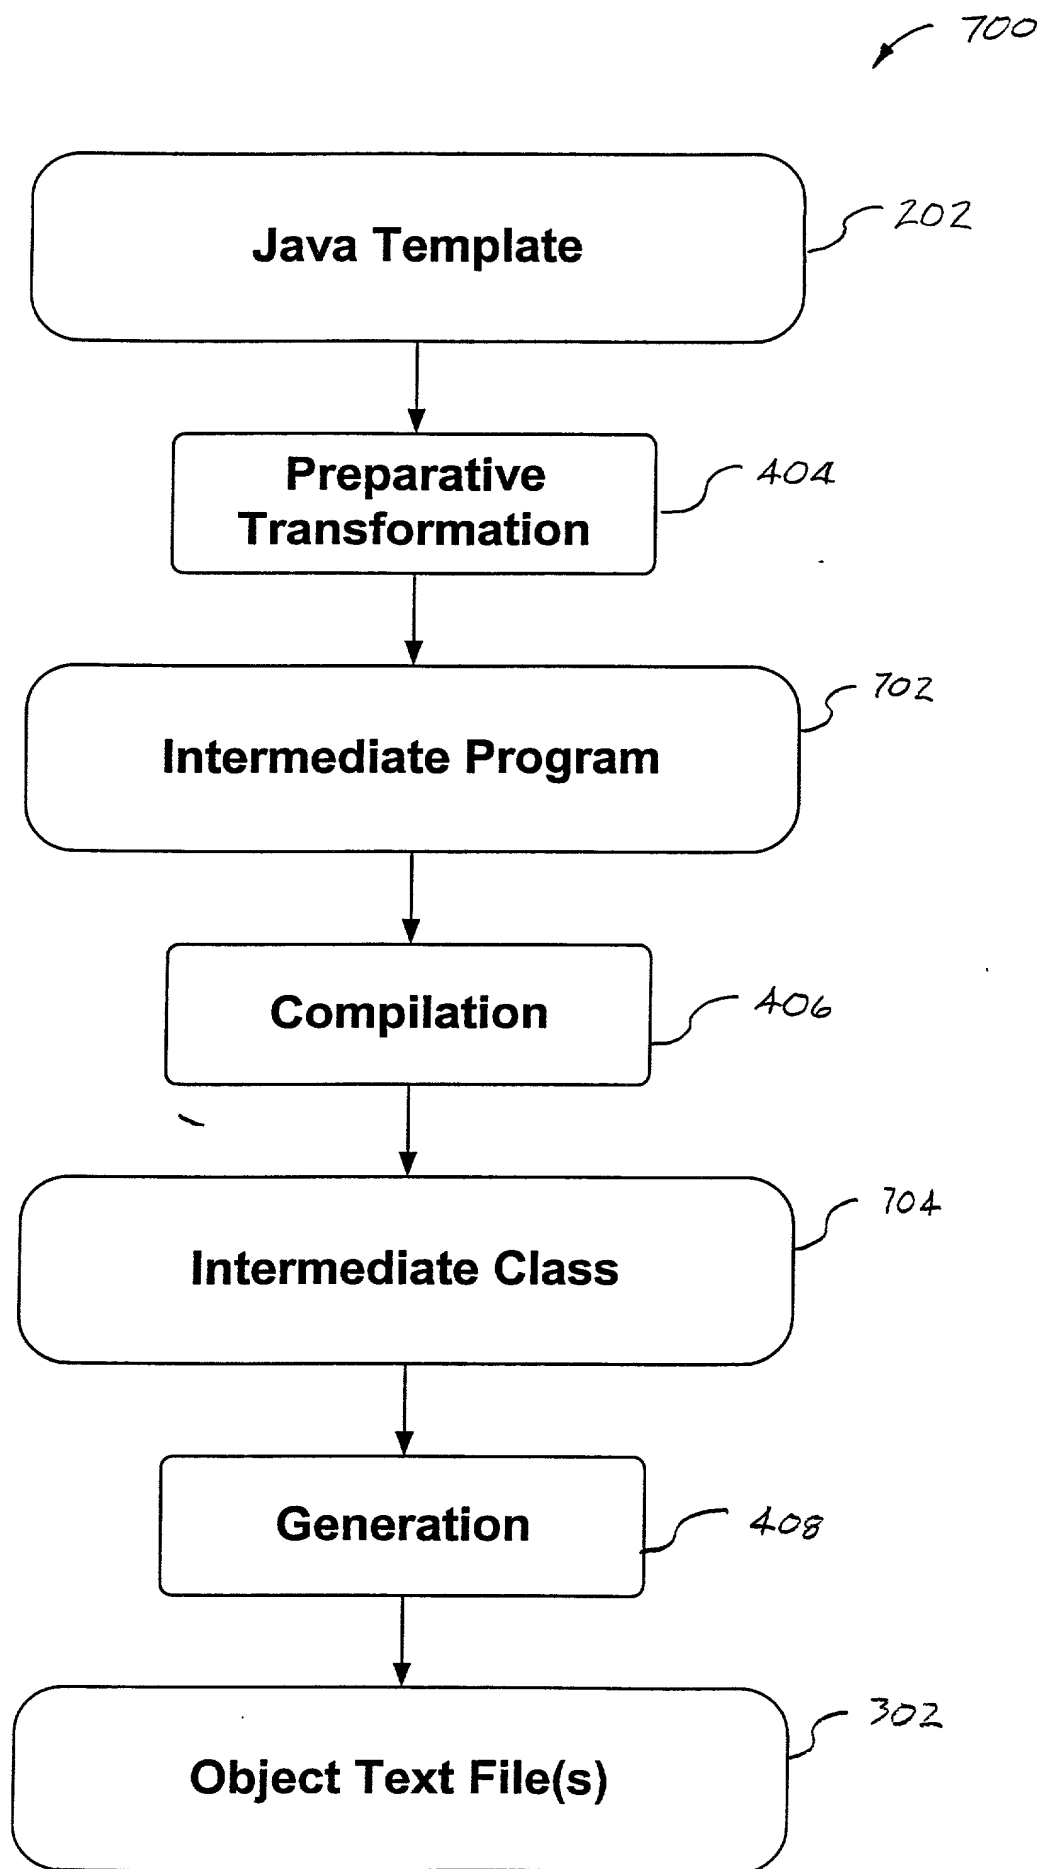 700
Java Template
202
Preparative
Transformation
404
Intermediate Program
702
Compilation
406
Intermediate Class
704
Generation
408
Object Text File(s)
302